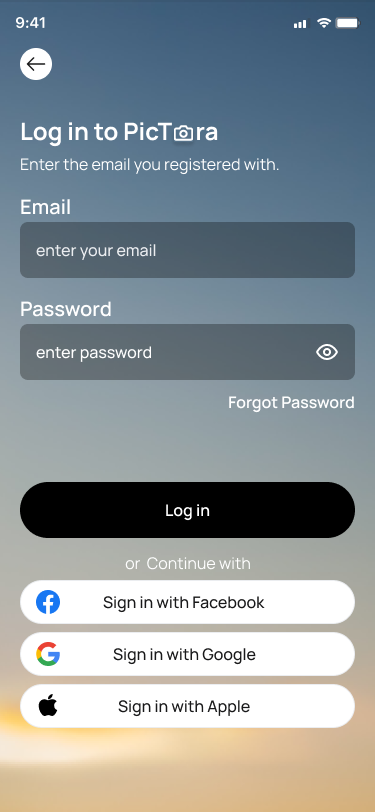 9:41
Log in to PicTora
Enter the email you registered with.
Email
enter your email
Password
enter password
Forgot Password
Log in
or Continue with
Sign in with Facebook
Sign in with Google
Sign in with Apple